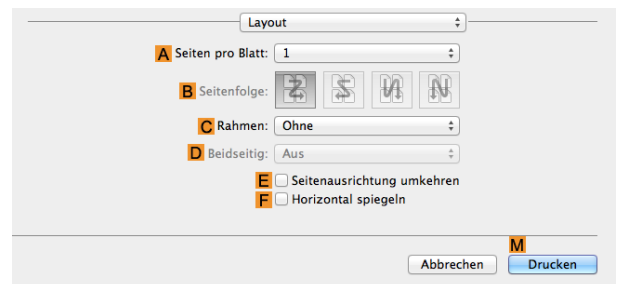 Layout
A Seiten pro Blatt: 1
B Seitenfolge:
C Rahmen: Ohne
D Beidseitig: Aus
E Seitenausrichtung umkehren
F Horizontal spiegeln
M
Abbrechen Drucken